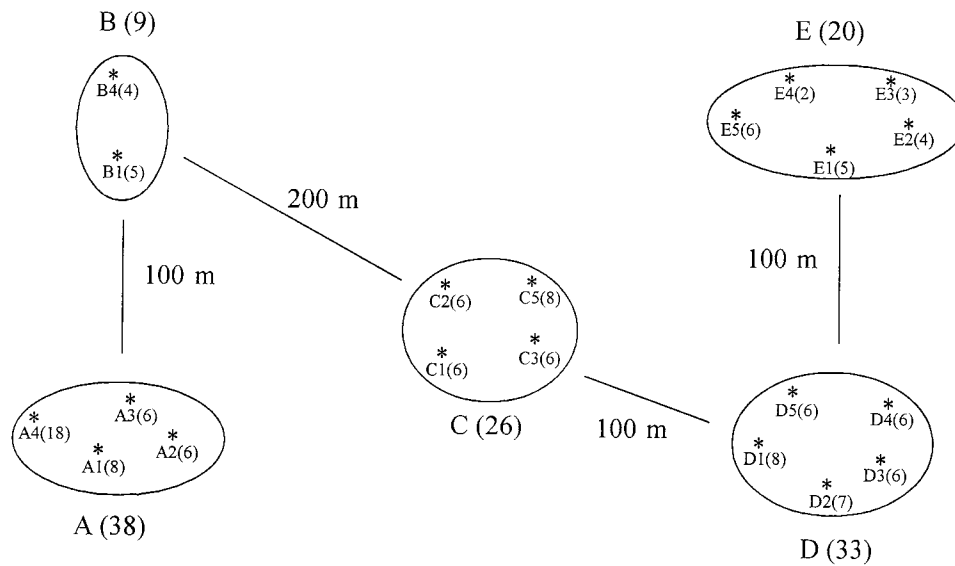 B (9)
B4(4)
B1(5)
E (20)
E4(2)
E3(3)
E5(6)
E2(4)
E1(5)
200 m
100 m
100 m
C2(6)
C5(8)
C1(6)
C3(6)
C (26)
100 m
A3(6)
A4(18)
A2(6)
A1(8)
A (38)
D5(6)
D4(6)
D1(8)
D3(6)
D2(7)
D (33)